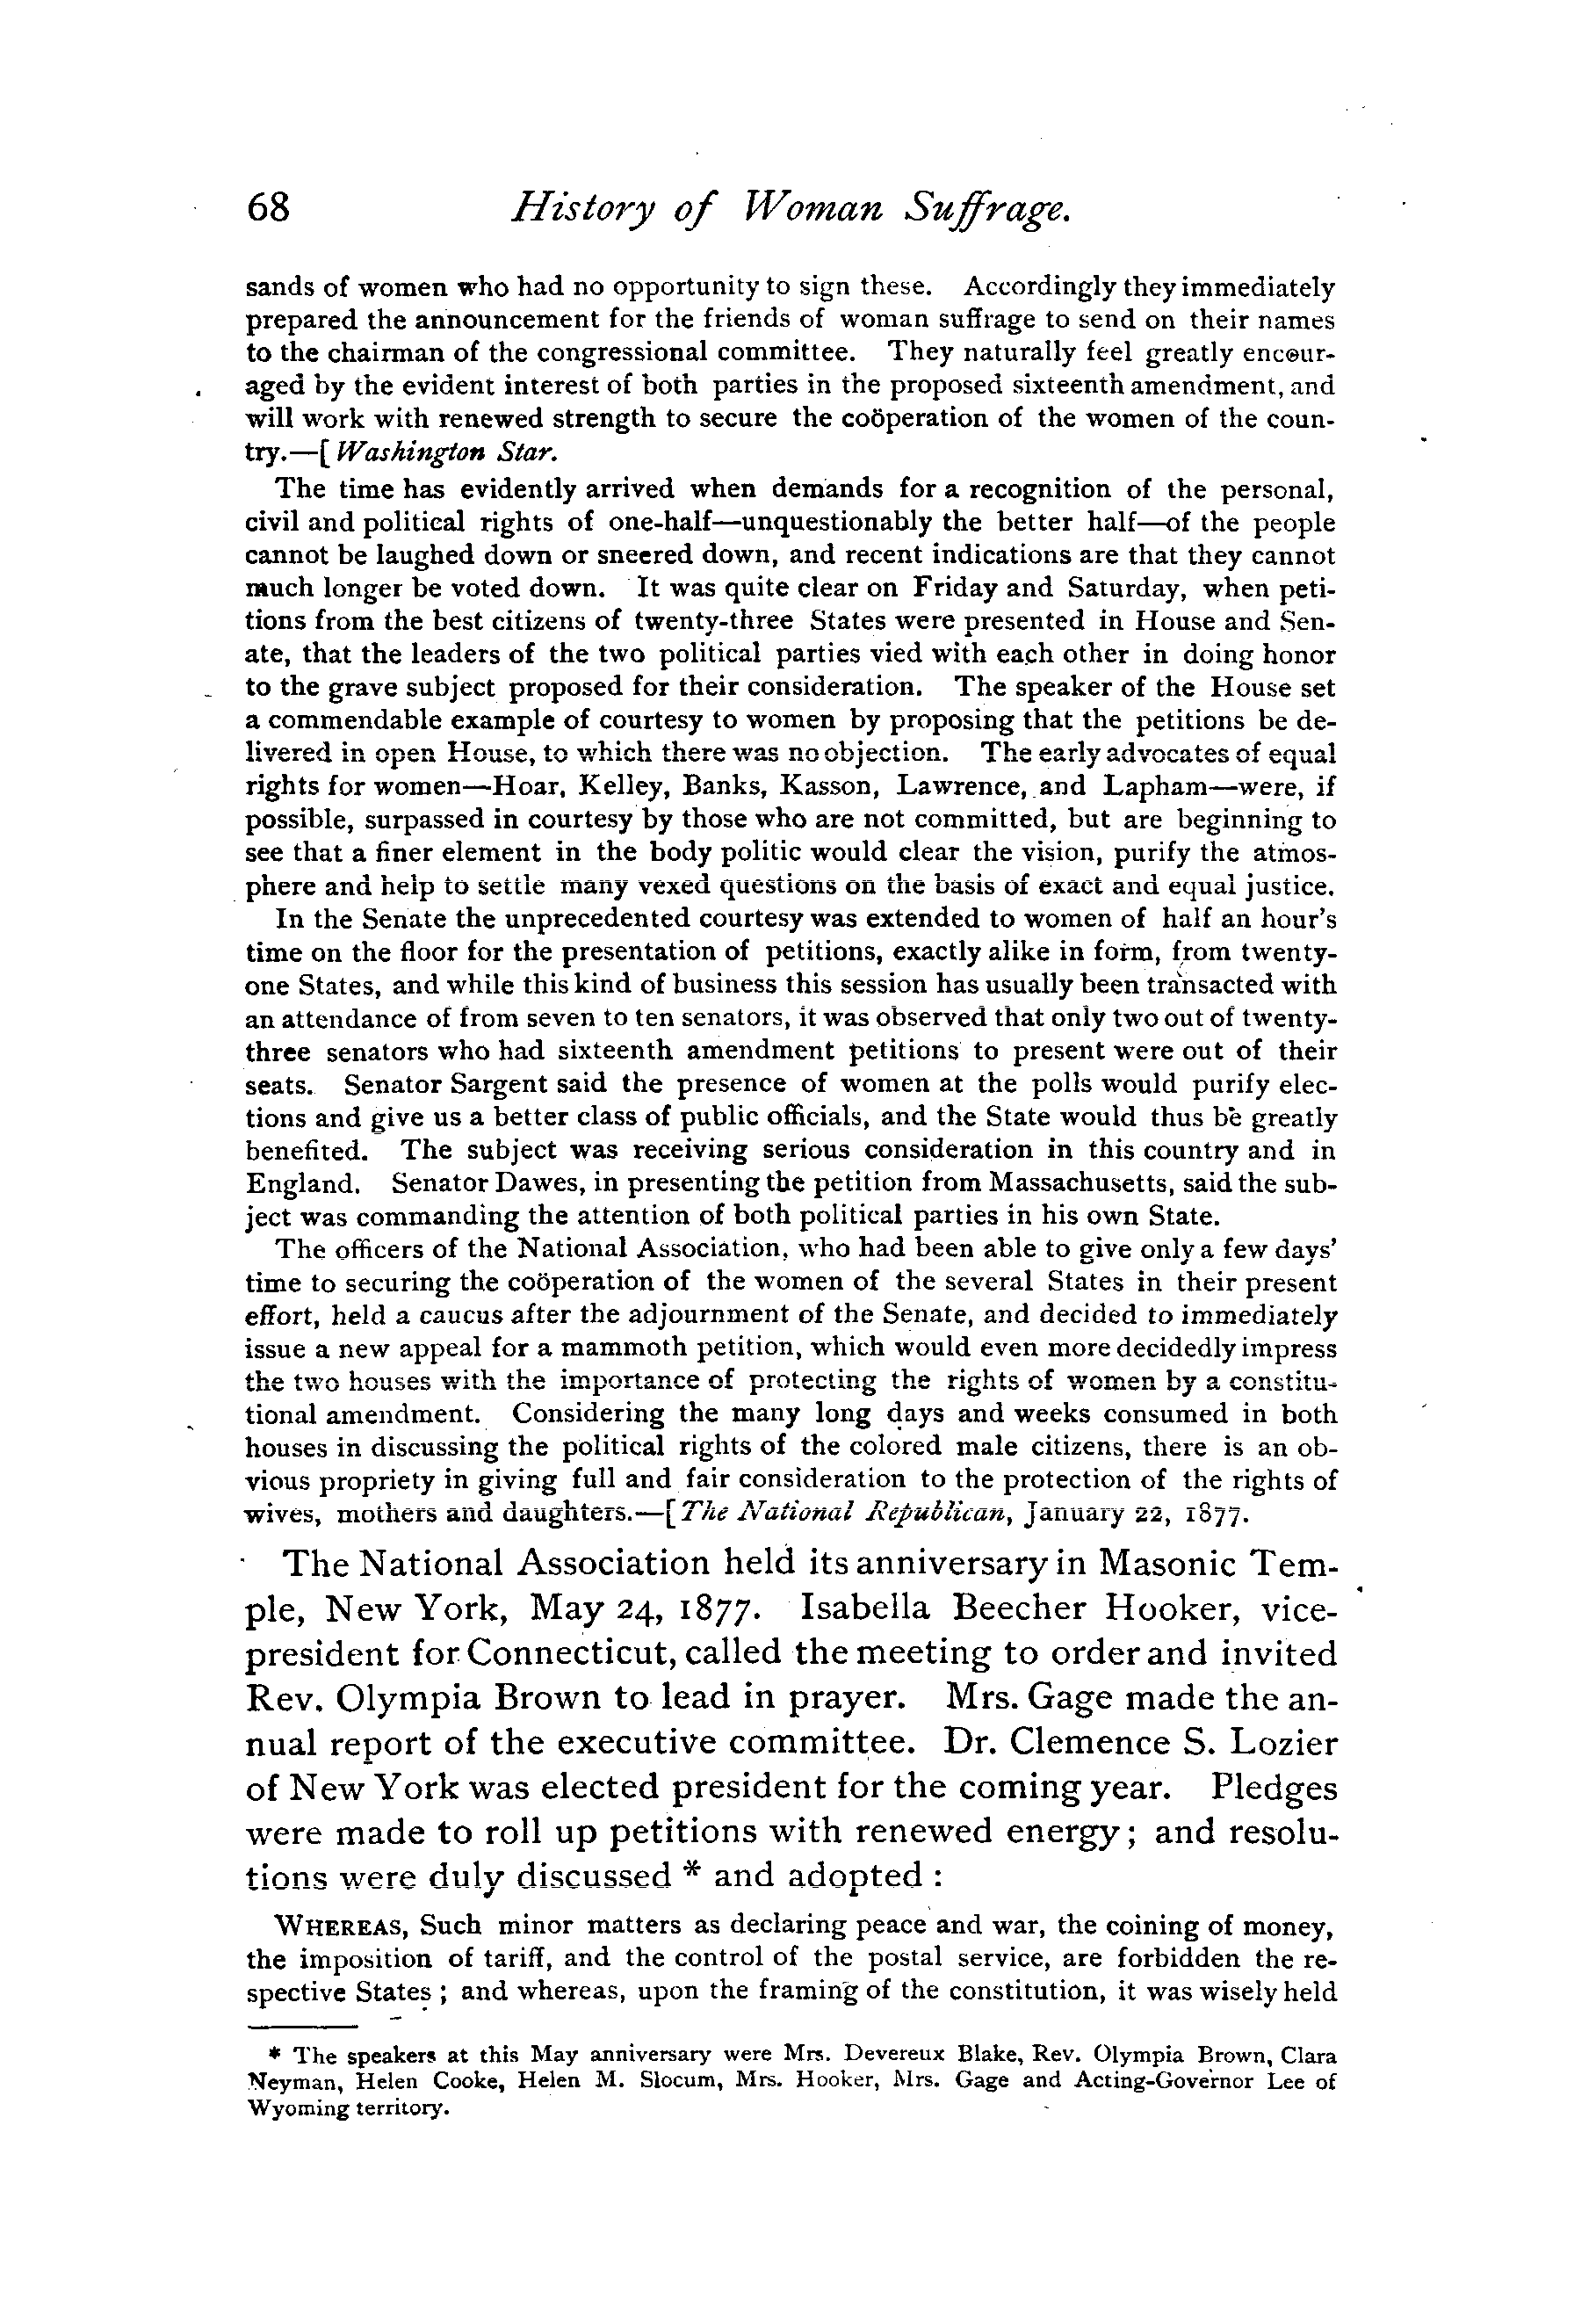 68 History of Woman Suffrage.
sands of women who had no opportunity to sign these. Accordingly they immediately
prepared the announcement for the friends of woman suffrage to send on their names
to the chairman of the congressional committee. They naturally feel greatly encour-
aged by the evident interest of both parties in the proposed sixteenth amendment, and
will work with renewed strength to secure the coöperation of the women of the coun-
try.—[Washington Star.
The time has evidently arrived when demands for a recognition of the personal,
civil and political rights of one-half—unquestionably the better half—of the people
cannot be laughed down or sneered down, and recent indications are that they cannot
much longer be voted down. It was quite clear on Friday and Saturday, when peti-
tions from the best citizens of twenty-three States were presented in House and Sen-
ate, that the leaders of the two political parties vied with each other in doing honor
to the grave subject proposed for their consideration. The speaker of the House set
a commendable example of courtesy to women by proposing that the petitions be de-
livered in open House, to which there was no objection. The early advocates of equal
rights for women—Hoar, Kelley, Banks, Kasson, Lawrence, and Lapham—were, if
possible, surpassed in courtesy by those who are not committed, but are beginning to
see that a finer element in the body politic would clear the vision, purify the atmos-
phere and help to settle many vexed questions on the basis of exact and equal justice.
In the Senate the unprecedented courtesy was extended to women of half an hour's
time on the floor for the presentation of petitions, exactly alike in form, from twenty-
one States, and while this kind of business this session has usually been transacted with
an attendance of from seven to ten senators, it was observed that only two out of twenty-
three senators who had sixteenth amendment petitions to present were out of their
seats. Senator Sargent said the presence of women at the polls would purify elec-
tions and give us a better class of public officials, and the State would thus be greatly
benefited. The subject was receiving serious consideration in this country and in
England. Senator Dawes, in presenting the petition from Massachusetts, said the sub-
ject was commanding the attention of both political parties in his own State.
The officers of the National Association, who had been able to give only a few days'
time to securing the coöperation of the women of the several States in their present
effort, held a caucus after the adjournment of the Senate, and decided to immediately
issue a new appeal for a mammoth petition, which would even more decidedly impress
the two houses with the importance of protecting the rights of women by a constitu-
tional amendment. Considering the many long days and weeks consumed in both
houses in discussing the political rights of the colored male citizens, there is an ob-
vious propriety in giving full and fair consideration to the protection of the rights of
wives, mothers and daughters.—[The National Republican, January 22, 1877.
The National Association held its anniversary in Masonic Tem-
ple, New York, May 24, 1877. Isabella Beecher Hooker, vice-
president for Connecticut, called the meeting to order and invited
Rev. Olympia Brown to lead in prayer. Mrs. Gage made the an-
nual report of the executive committee. Dr. Clemence S. Lozier
of New York was elected president for the coming year. Pledges
were made to roll up petitions with renewed energy; and resolu-
tions were duly discussed * and adopted :
WHEREAS, Such minor matters as declaring peace and war, the coining of money,
the imposition of tariff, and the control of the postal service, are forbidden the re-
spective States ; and whereas, upon the framing of the constitution, it was wisely held
* The speakers at this May anniversary were Mrs. Devereux Blake, Rev. Olympia Brown, Clara
Neyman, Helen Cooke, Helen M. Slocum, Mrs. Hooker, Mrs. Gage and Acting-Governor Lee of
Wyoming territory.